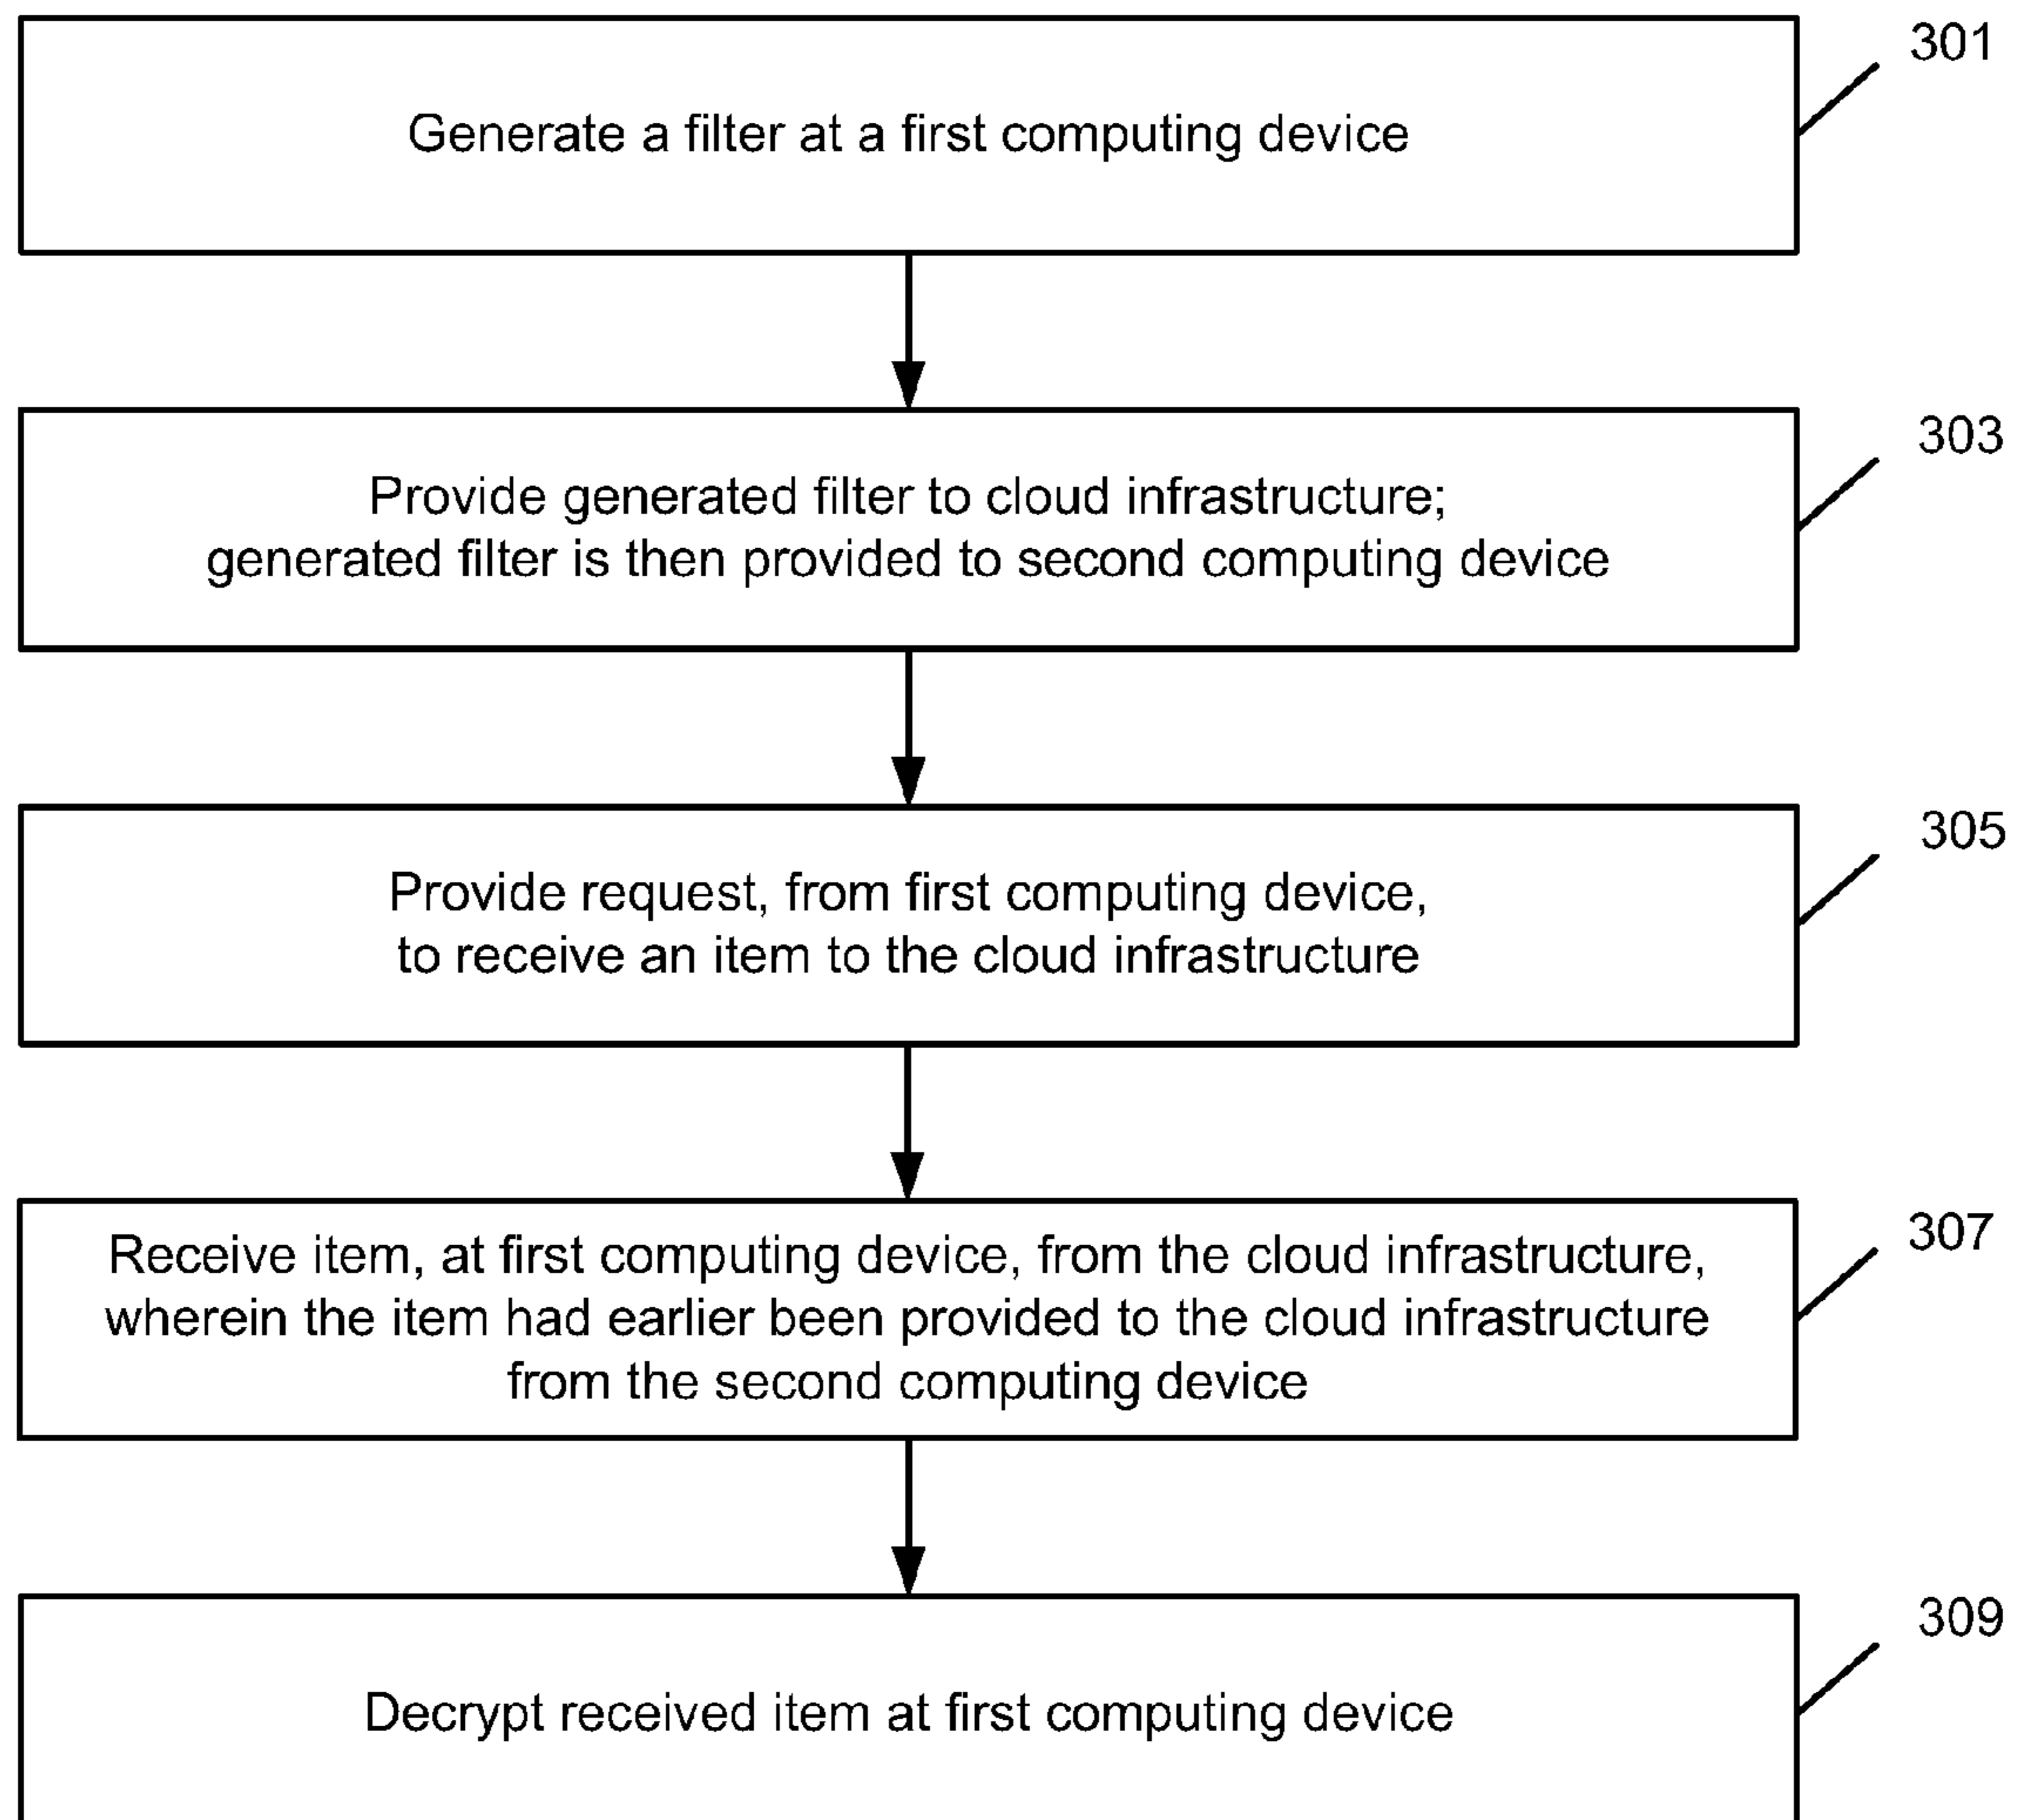 301
Generate a filter at a first computing device
303
Provide generated filter to cloud infrastructure;
generated filter is then provided to second computing device
305
Provide request, from first computing device,
to receive an item to the cloud infrastructure
307
Receive item, at first computing device, from the cloud infrastructure,
wherein the item had earlier been provided to the cloud infrastructure
from the second computing device
309
Decrypt received item at first computing device